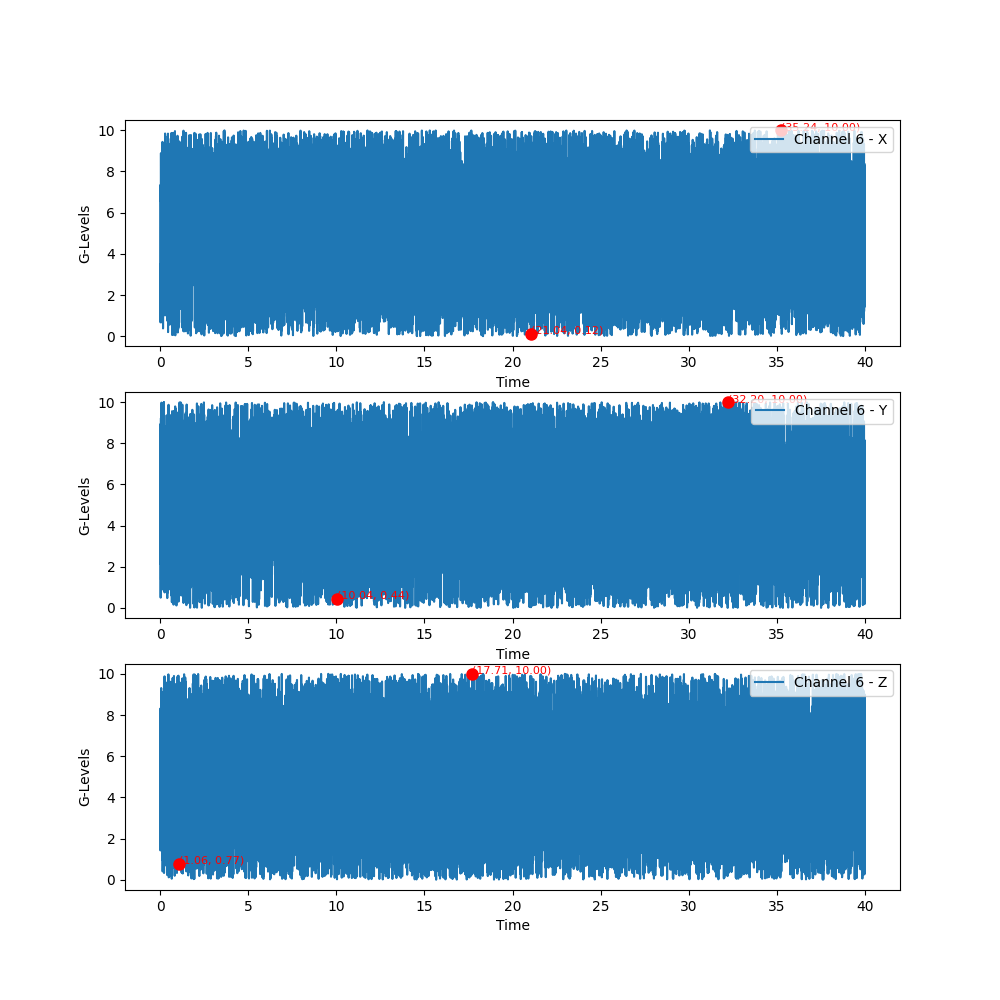 10
8
6
4
2
0
G-Levels
(35.24, 10.00)
Channel 6 - X
(21.04, 0.12)
0 5 10 15 20 25 30 35 40
Time
10
8
6
4
2
0
G-Levels
(32.20, 10.00)
Channel 6 - Y
(10.04, 0.44)
0 5 10 15 20 25 30 35 40
Time
10
8
6
4
2
0
G-Levels
(17.71, 10.00)
Channel 6 - Z
(1.06, 0.77)
0 5 10 15 20 25 30 35 40
Time